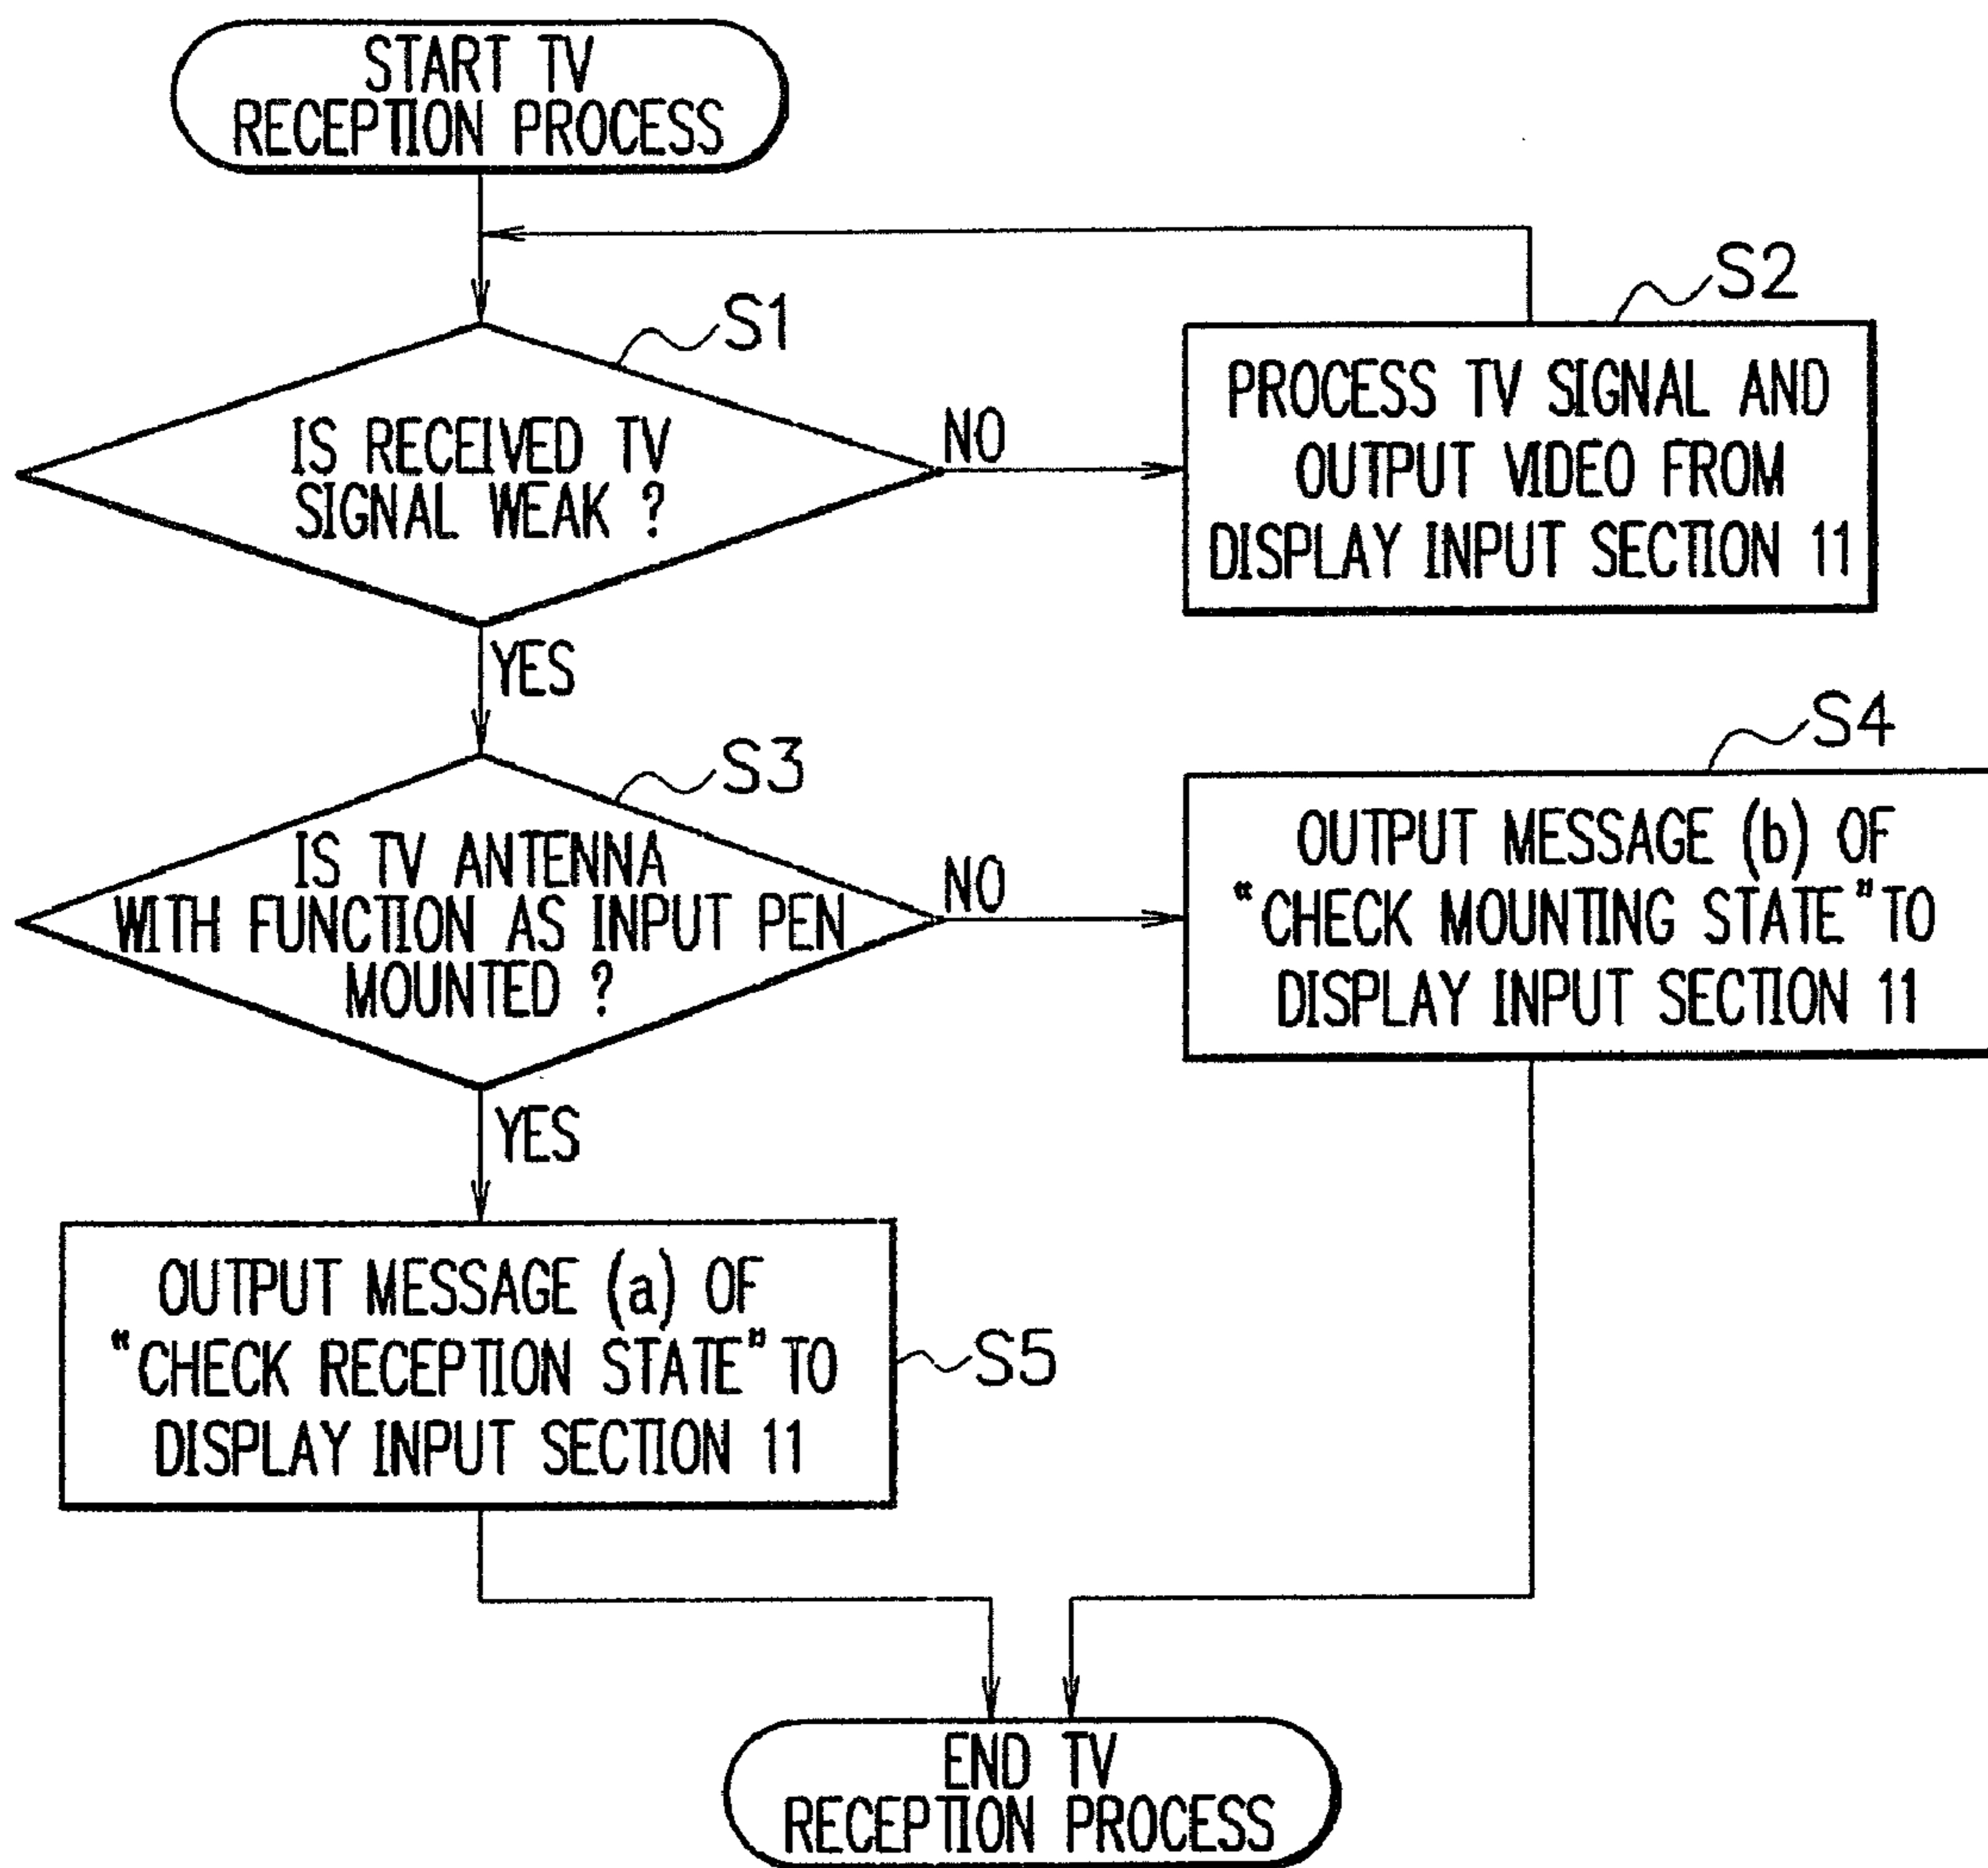 START TV
RECEPTION PROCESS
S1
IS RECEIVED TV
SIGNAL WEAK ?
NO
S2
PROCESS TV SIGNAL AND
OUTPUT VIDEO FROM
DISPLAY INPUT SECTION 11
YES
S3
IS TV ANTENNA
WITH FUNCTION AS INPUT PEN
MOUNTED ?
NO
S4
OUTPUT MESSAGE (b) OF
"CHECK MOUNTING STATE" TO
DISPLAY INPUT SECTION 11
YES
OUTPUT MESSAGE (a) OF
"CHECK RECEPTION STATE" TO
DISPLAY INPUT SECTION 11
S5
END TV
RECEPTION PROCESS